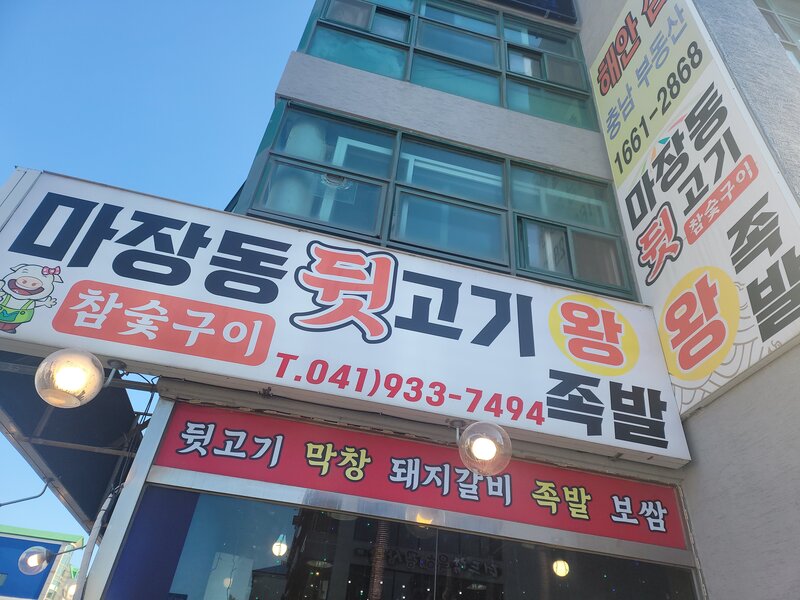 마장동뒷고기
참숯구이
왕
족발
T.041)933-7494
뒷고기 막창 돼지갈비 족발 보쌈
해안
충남 부동산
1661-2868
마장동
뒷고기
참숯구이
왕
족발